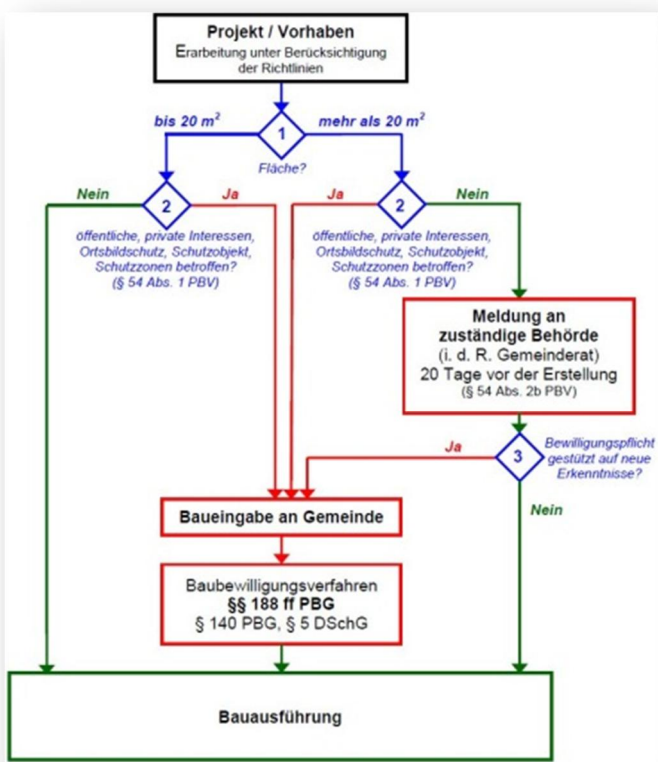 Projekt / Vorhaben
Erarbeitung unter Berücksichtigung
der Richtlinien
bis 20 m²
mehr als 20 m²
1
Fläche?
Nein
2
Ja
Ja
2
Nein
öffentliche, private Interessen,
Ortsbildschutz, Schutzobjekt,
Schutzzonen betroffen?
(§ 54 Abs. 1 PBV)
öffentliche, private Interessen,
Ortsbildschutz, Schutzobjekt,
Schutzzonen betroffen?
(§ 54 Abs. 1 PBV)
Meldung an
zuständige Behörde
(i. d. R. Gemeinderat)
20 Tage vor der Erstellung
(§ 54 Abs. 2b PBV)
Ja
3
Bewilligungspflicht
gestützt auf neue
Erkenntnisse?
Nein
Baueingabe an Gemeinde
Baubewilligungsverfahren
§§ 188 ff PBG
§ 140 PBG, § 5 DSchG
Bauausführung